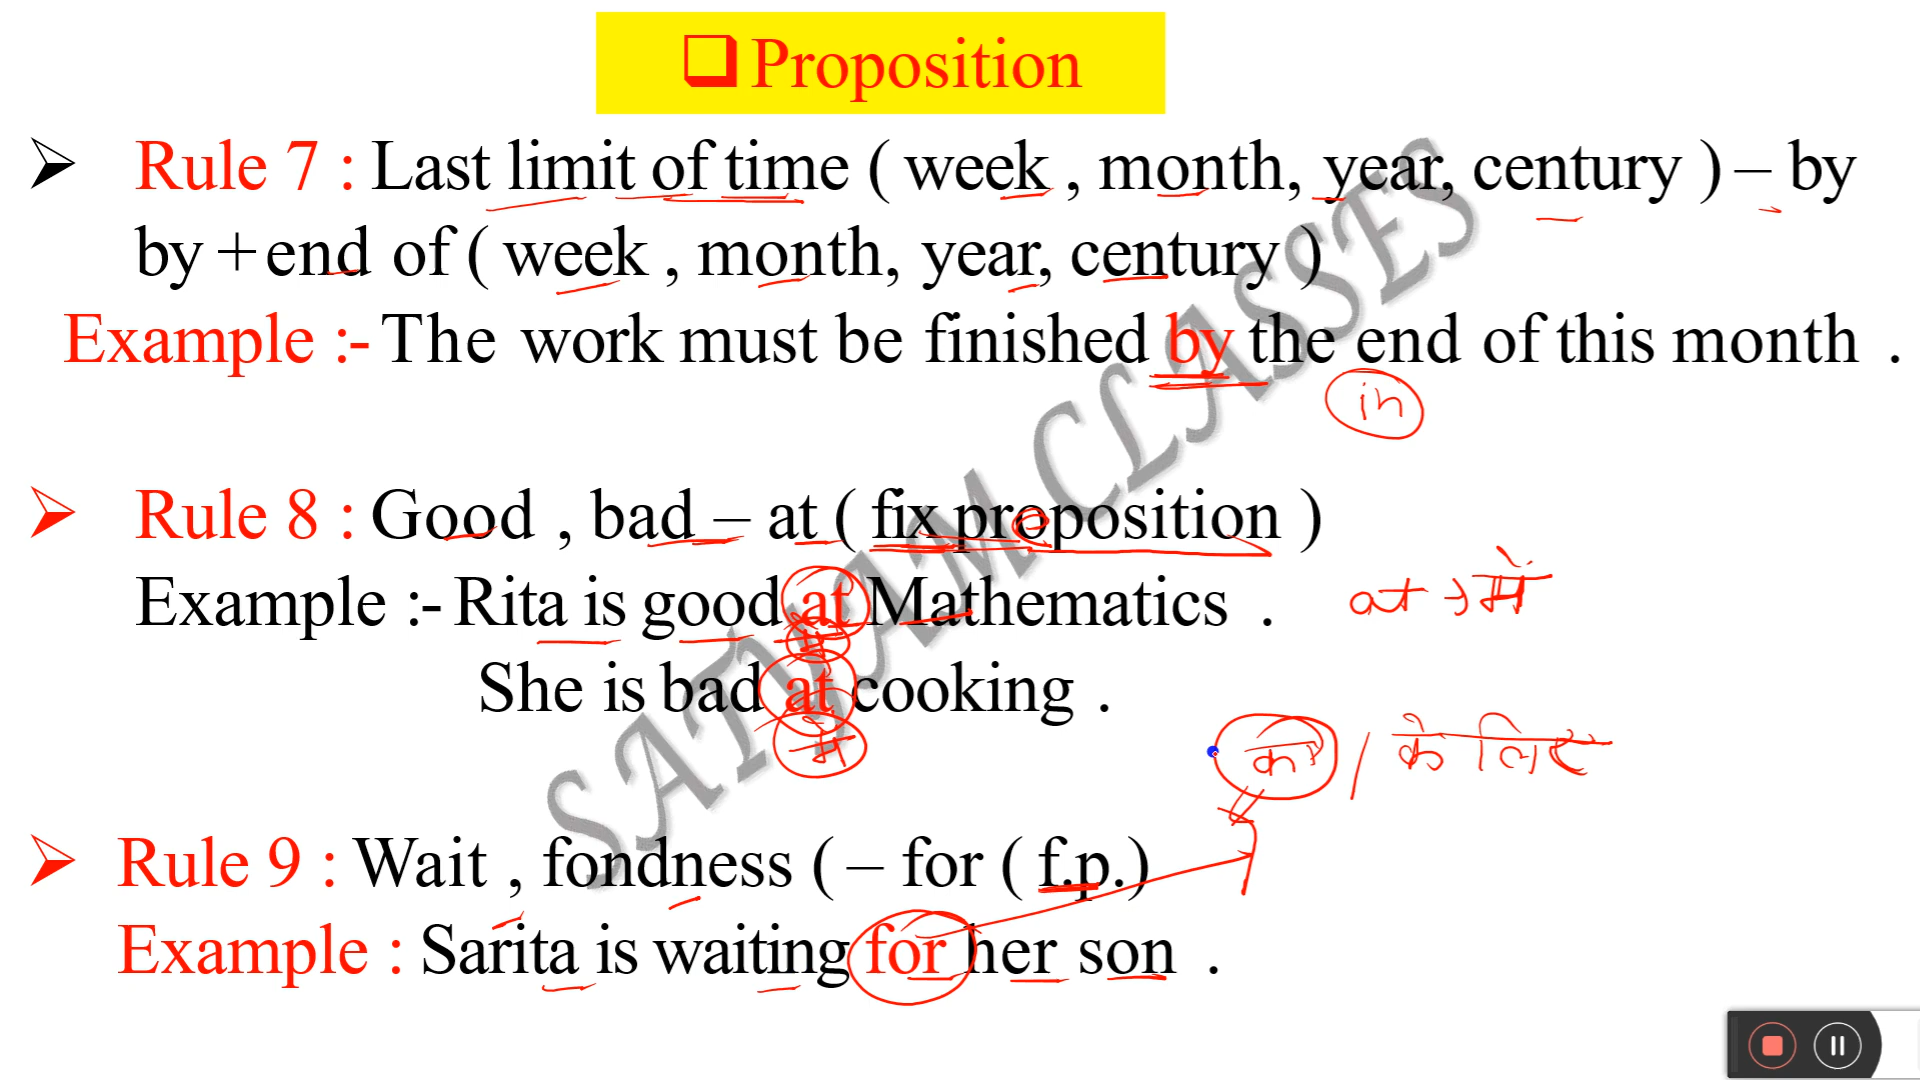 Proposition
Rule 7 : Last limit of time ( week , month, year, century ) – by
by + end of ( week , month, year, century )
Example :- The work must be finished by the end of this month .
in
Rule 8 : Good , bad – at ( fix proposition )
e
Example :- Rita is good at Mathematics .
at → में
में
She is bad at cooking .
में
का / के लिए
Rule 9 : Wait , fondness ( – for ( f.p.)
Example : Sarita is waiting for her son .
SATYAM CLASSES